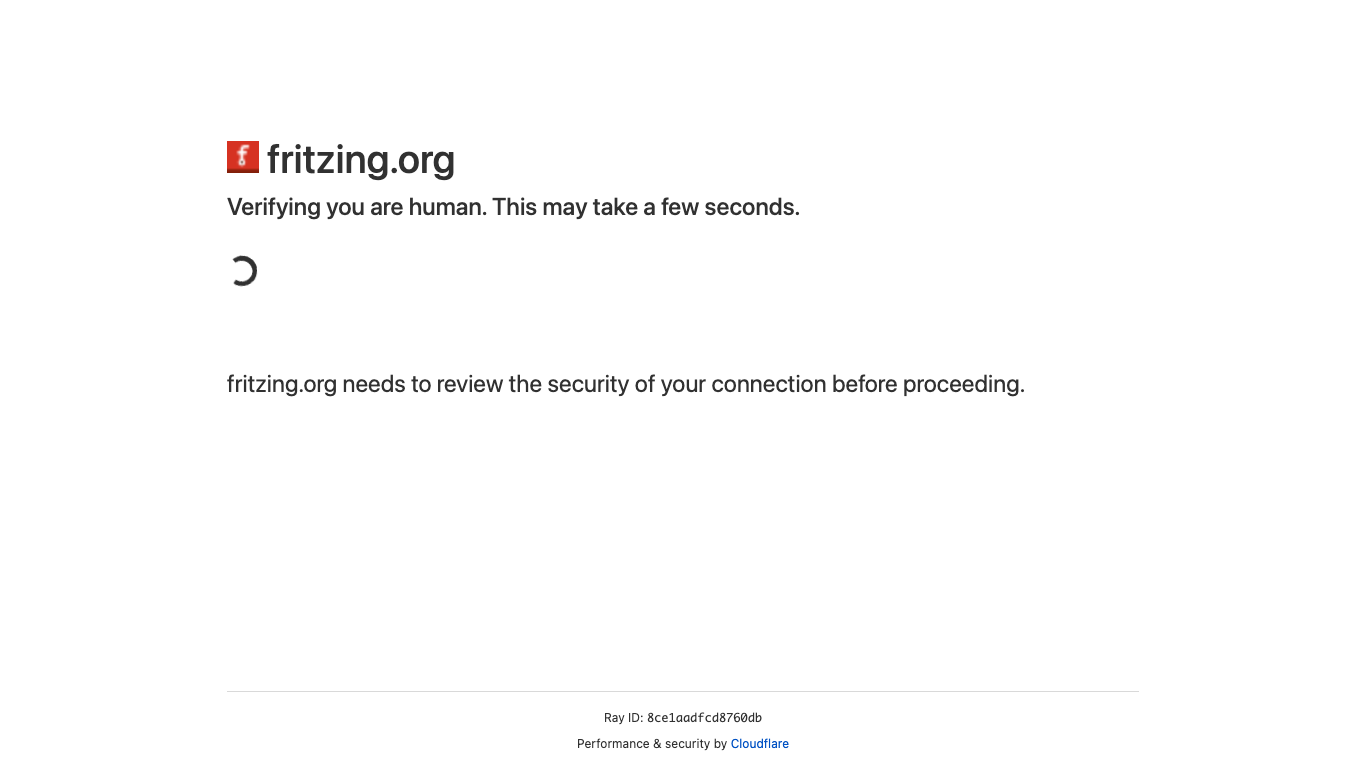 fritzing.org
Verifying you are human. This may take a few seconds.
fritzing.org needs to review the security of your connection before proceeding.
Ray ID: 8ce1aadfcd8760db
Performance & security by Cloudflare